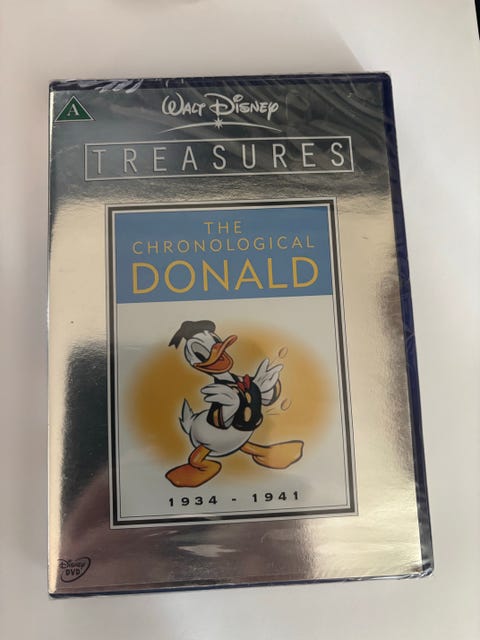 A
WALT DISNEY
TREASURES
THE
CHRONOLOGICAL
DONALD
1934 - 1941
Disney
DVD